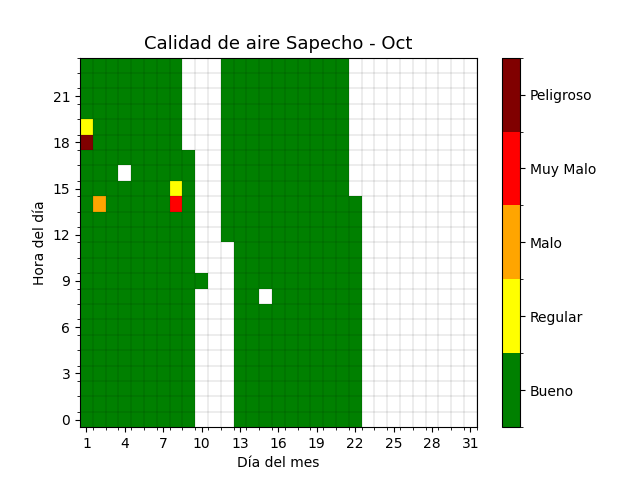 Calidad de aire Sapecho - Oct
Hora del día
21
18
15
12
9
6
3
0
1 4 7 10 13 16 19 22 25 28 31
Día del mes
Peligroso
Muy Malo
Malo
Regular
Bueno